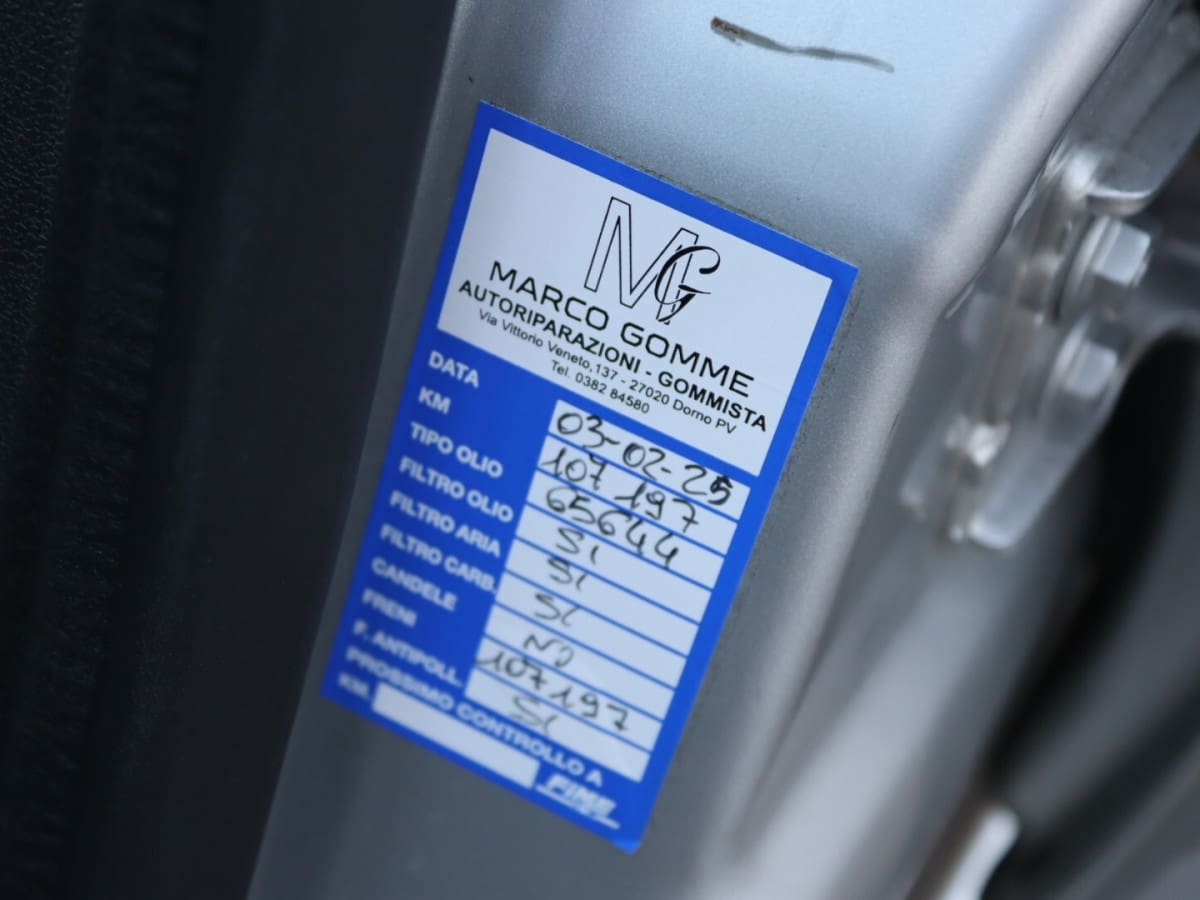 MG
MARCO GOMME
AUTORIPARAZIONI - GOMMISTA
Via Vittorio Veneto,137 - 27020 Dorno PV
Tel. 0382 84580
DATA 03-02-25
KM 107197
TIPO OLIO 65644
FILTRO OLIO SI
FILTRO ARIA SI
FILTRO CARB. SI
CANDELE NO
FRENI 107197
F. ANTIPOLL. SI
PROSSIMO CONTROLLO A
KM.